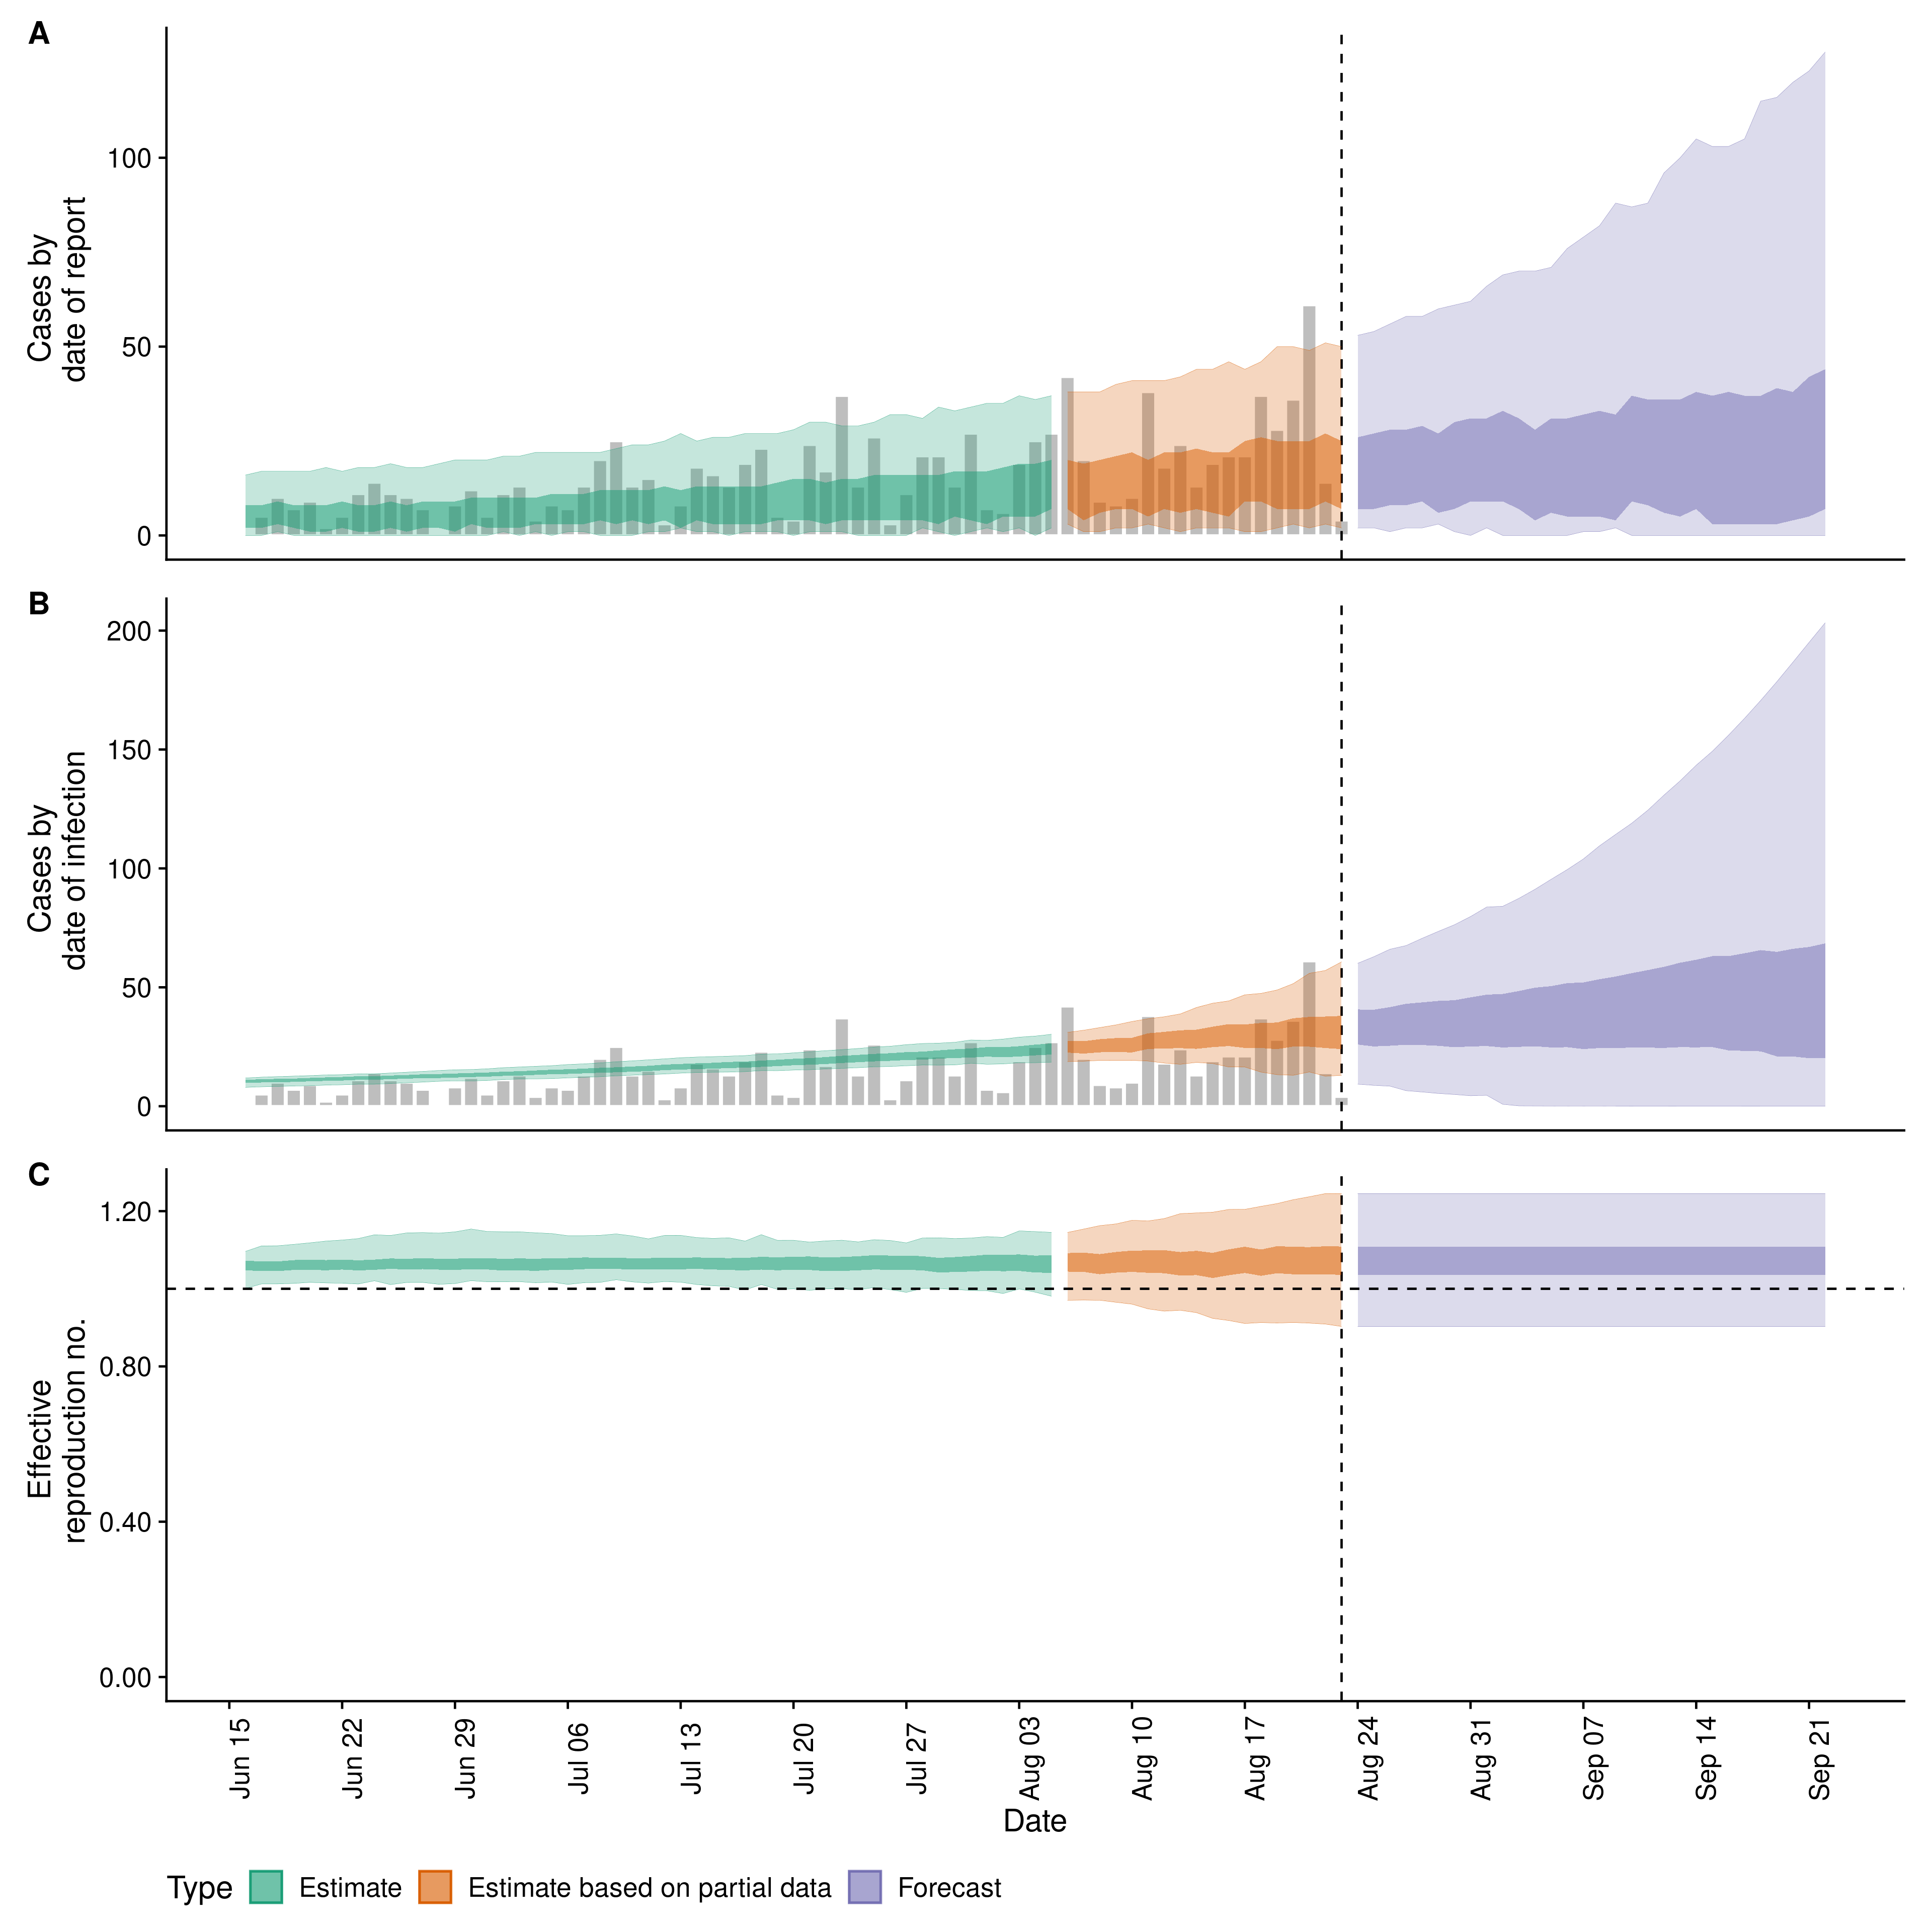 A
Cases by
date of report
100
50
0
B
Cases by
date of infection
200
150
100
50
0
C
Effective
reproduction no.
1.20
0.80
0.40
0.00
Jun 15
Jun 22
Jun 29
Jul 06
Jul 13
Jul 20
Jul 27
Aug 03
Aug 10
Aug 17
Aug 24
Aug 31
Sep 07
Sep 14
Sep 21
Date
Type Estimate Estimate based on partial data Forecast